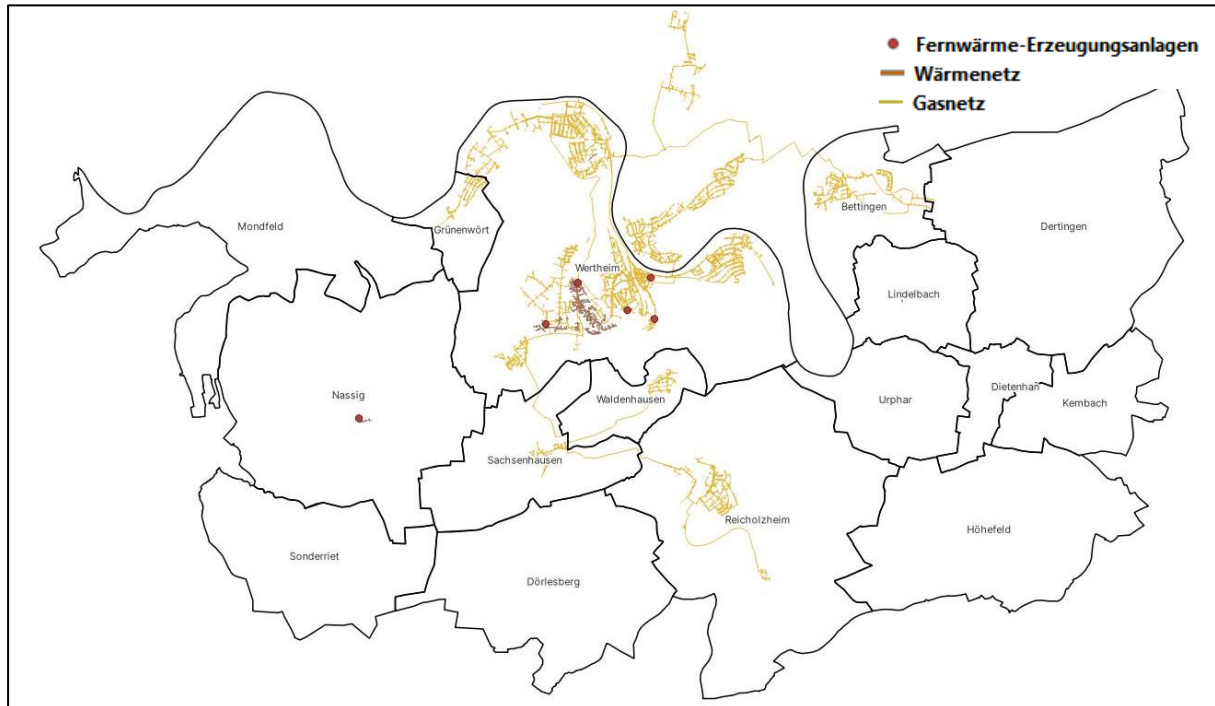 Fernwärme-Erzeugungsanlagen
Wärmenetz
Gasnetz
Bettingen
Mondfeld
Grünenwört
Dertingen
Wertheim
Lindelbach
Dietenhan
Nassig
Waldenhausen
Urphar
Kembach
Sachsenhausen
Reicholzheim
Höhefeld
Sonderriet
Dörlesberg